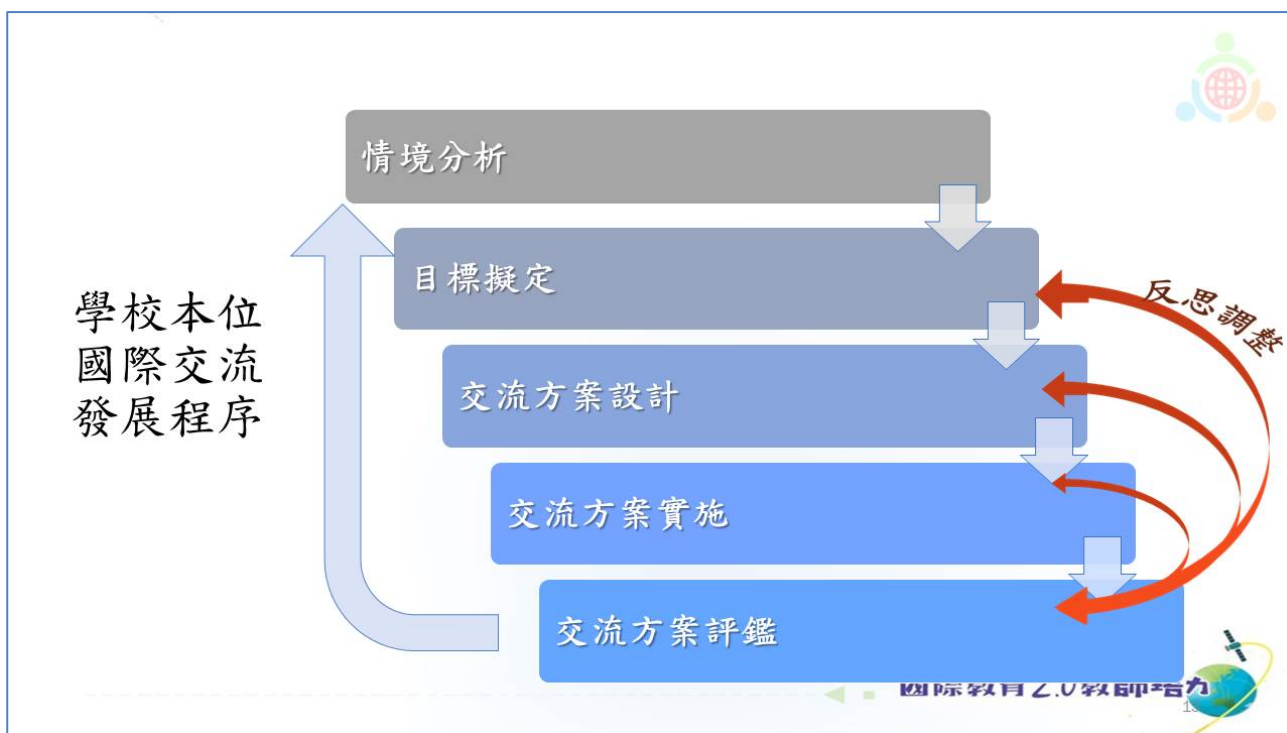 情境分析
目標擬定
反思調整
學校本位
國際交流
發展程序
交流方案設計
交流方案實施
交流方案評鑑
國際教育2.0教師培力